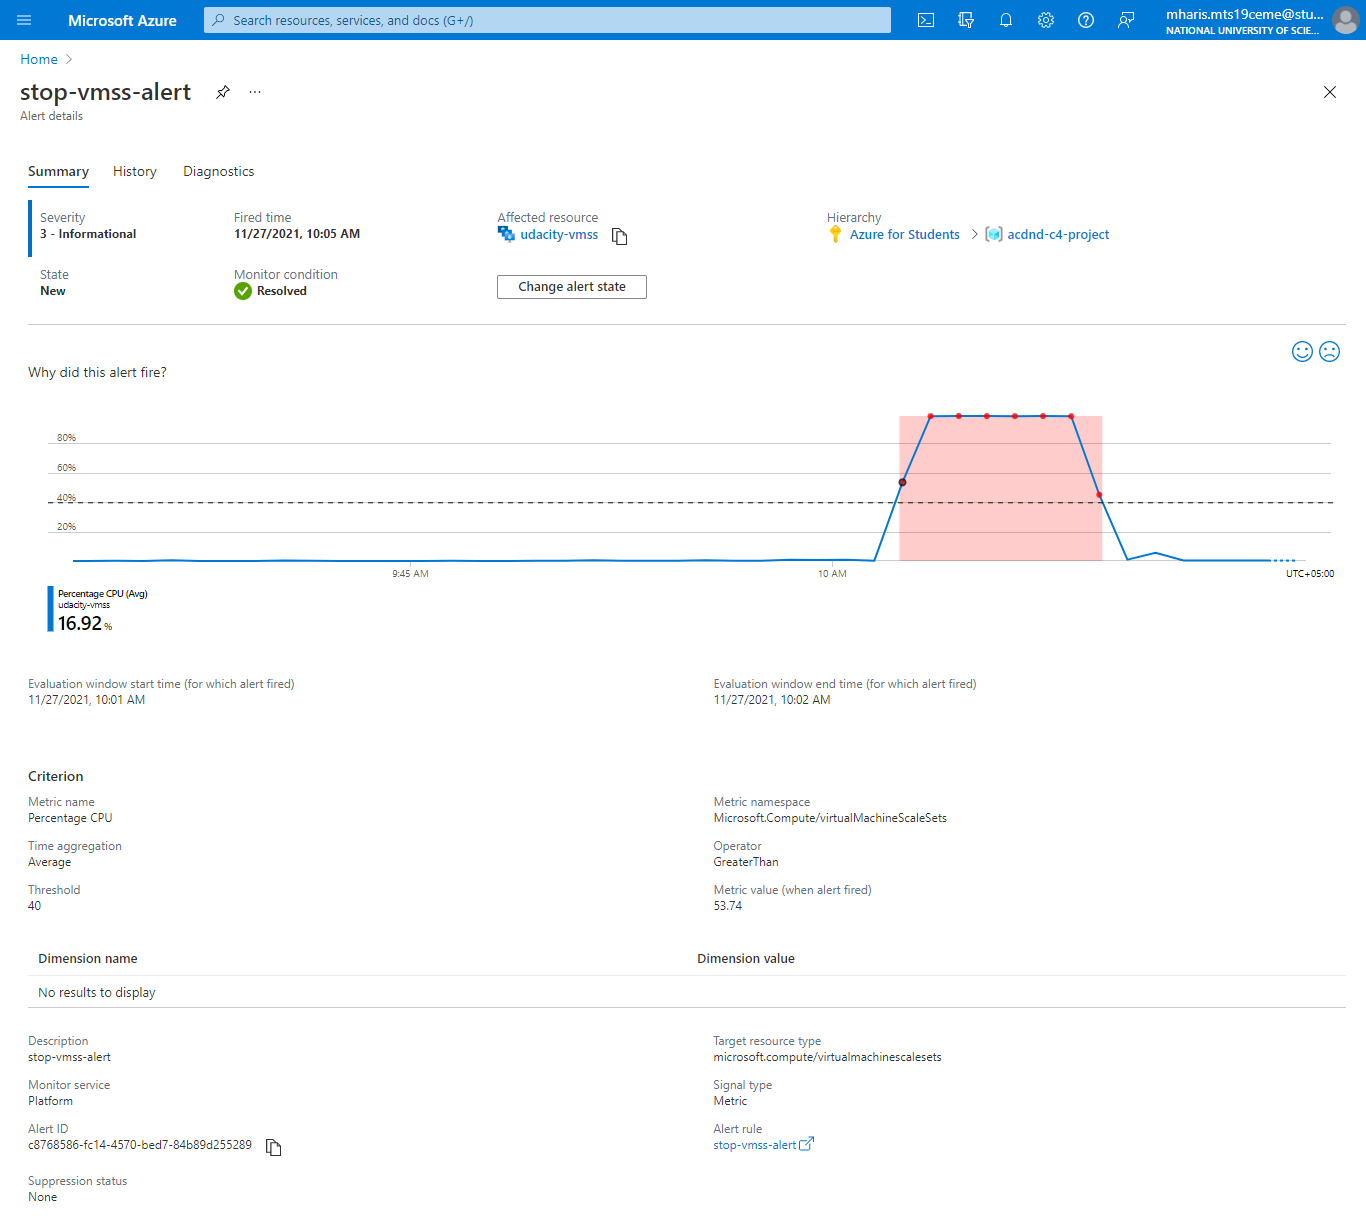 Microsoft Azure
Search resources, services, and docs (G+/)
mharis.mts19ceme@stu...
NATIONAL UNIVERSITY OF SCIE...
Home
stop-vmss-alert
Alert details
Summary History Diagnostics
Severity Fired time Affected resource Hierarchy
3 - Informational 11/27/2021, 10:05 AM udacity-vmss Azure for Students > acdnd-c4-project
State Monitor condition
New Resolved Change alert state
Why did this alert fire?
80%
60%
40%
20%
9:45 AM 10 AM UTC+05:00
Percentage CPU (Avg)
udacity-vmss
16.92 %
Evaluation window start time (for which alert fired) Evaluation window end time (for which alert fired)
11/27/2021, 10:01 AM 11/27/2021, 10:02 AM
Criterion
Metric name Metric namespace
Percentage CPU Microsoft.Compute/virtualMachineScaleSets
Time aggregation Operator
Average GreaterThan
Threshold Metric value (when alert fired)
40 53.74
Dimension name Dimension value
No results to display
Description Target resource type
stop-vmss-alert microsoft.compute/virtualmachinescalesets
Monitor service Signal type
Platform Metric
Alert ID Alert rule
c8768586-fc14-4570-bed7-84b89d255289 stop-vmss-alert
Suppression status
None